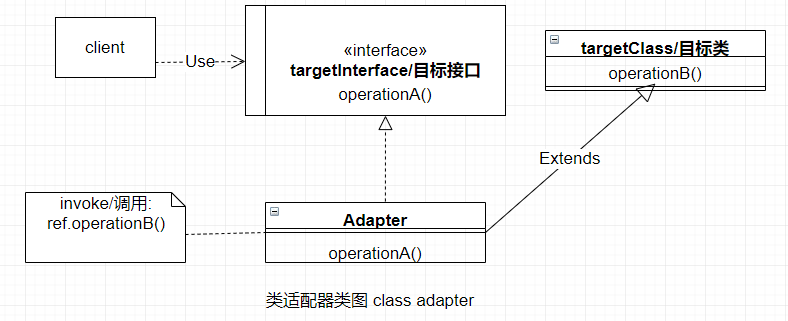 client
Use
«interface»
targetInterface/目标接口
operationA()
targetClass/目标类
operationB()
Extends
invoke/调用:
ref.operationB()
Adapter
operationA()
类适配器类图 class adapter